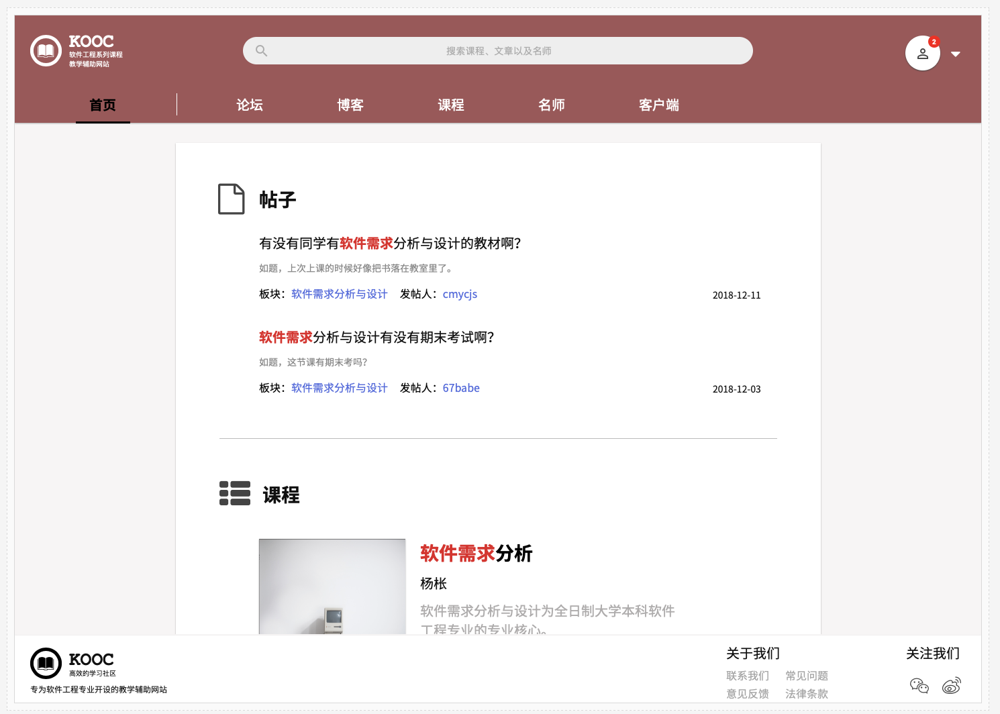 KOOC
软件工程系列课程
教学辅助网站
搜索课程、文章以及名师
2
首页
论坛
博客
课程
名师
客户端
帖子
有没有同学有软件需求分析与设计的教材啊？
如题，上次上课的时候好像把书落在教室里了。
板块：软件需求分析与设计 发帖人：cmycjs 2018-12-11
软件需求分析与设计有没有期末考试啊？
如题，这节课有期末考吗？
板块：软件需求分析与设计 发帖人：67babe 2018-12-03
课程
软件需求分析
杨枨
软件需求分析与设计为全日制大学本科软件
工程专业的专业核心。
KOOC
高效的学习社区
专为软件工程专业开设的教学辅助网站
关于我们
联系我们 常见问题
意见反馈 法律条款
关注我们